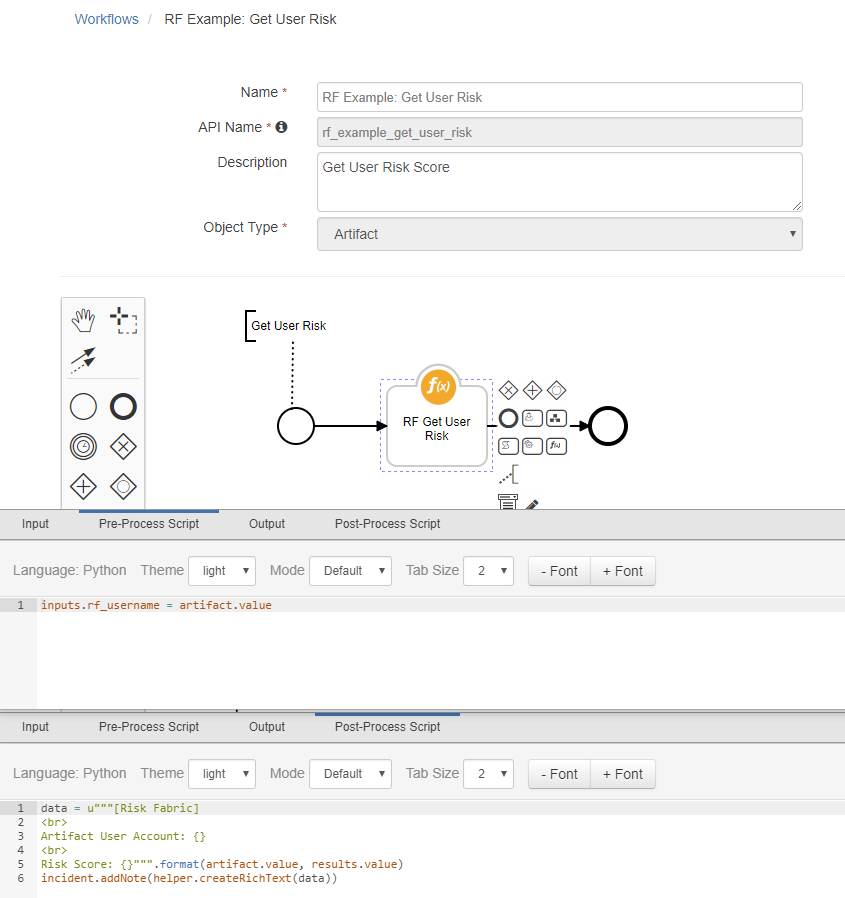 Workflows / RF Example: Get User Risk
Name *
RF Example: Get User Risk
API Name *
rf_example_get_user_risk
Description
Get User Risk Score
Object Type *
Artifact
Get User Risk
f(x)
RF Get User
Risk
f(x)
Input Pre-Process Script Output Post-Process Script
Language: Python Theme light Mode Default Tab Size 2 - Font + Font
1 inputs.rf_username = artifact.value
Input Pre-Process Script Output Post-Process Script
Language: Python Theme light Mode Default Tab Size 2 - Font + Font
1 data = u"""[Risk Fabric]
2 <br>
3 Artifact User Account: {}
4 <br>
5 Risk Score: {}""".format(artifact.value, results.value)
6 incident.addNote(helper.createRichText(data))